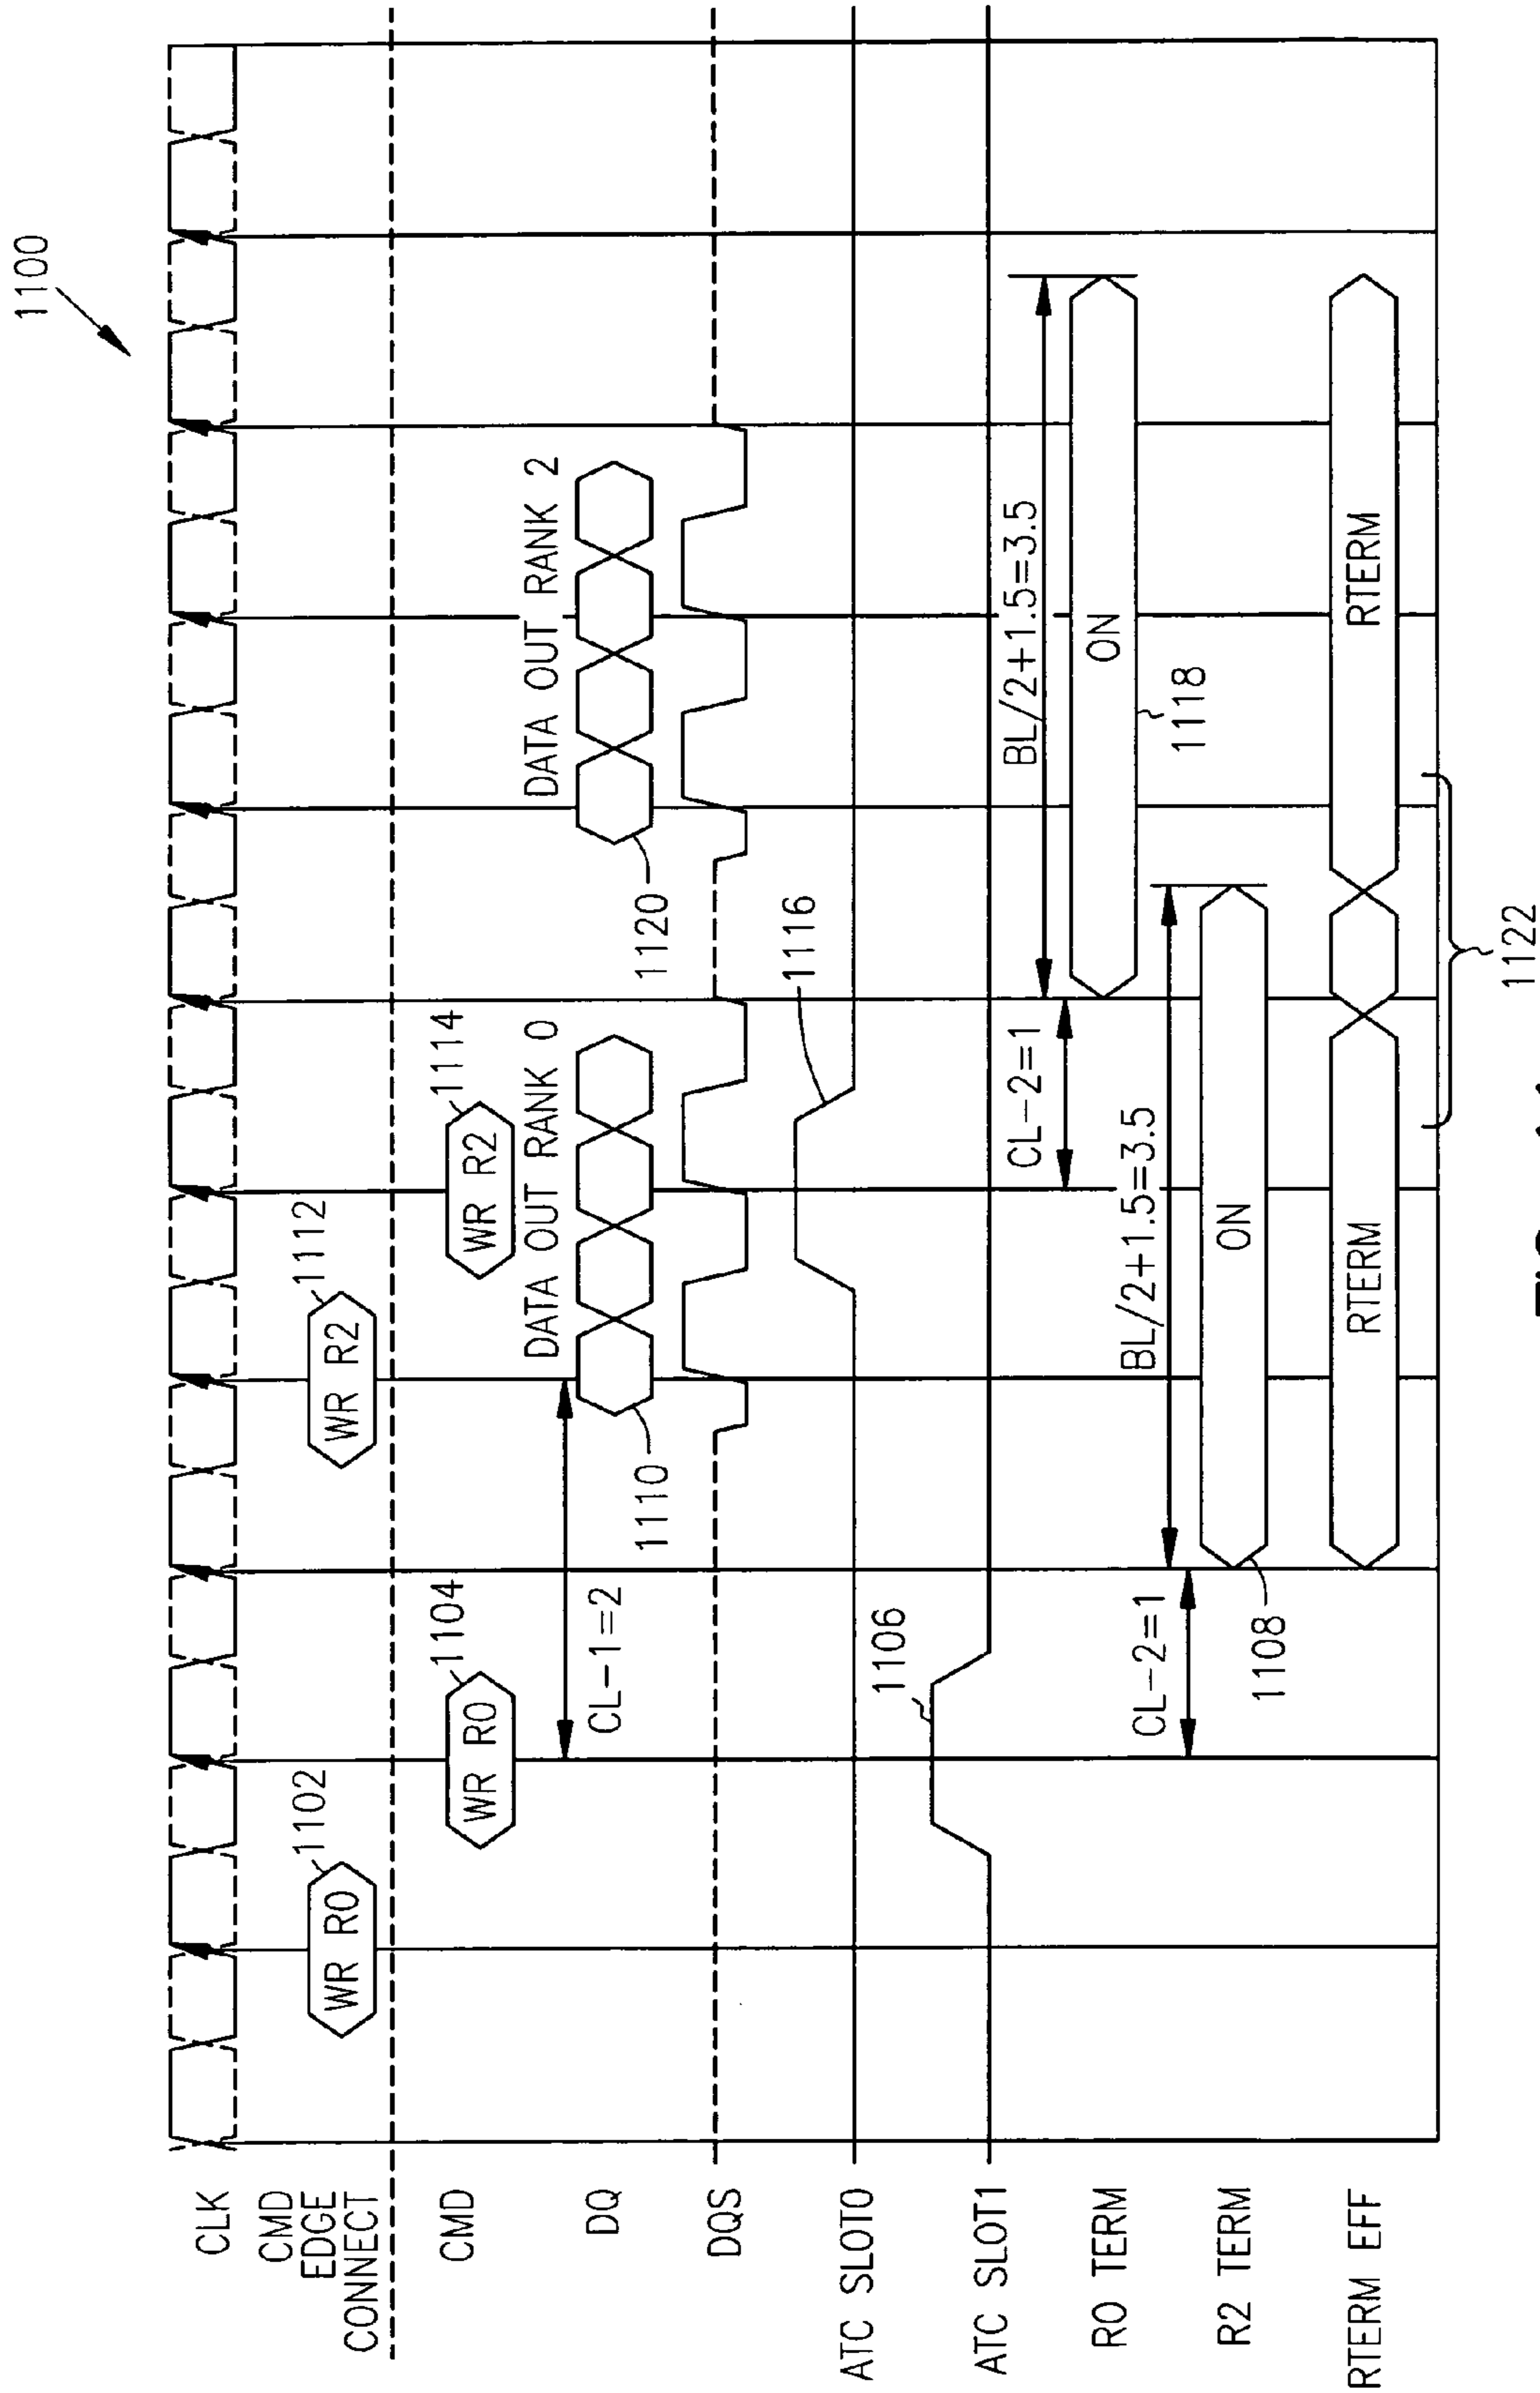 1100
CLK
CMD
EDGE
CONNECT
WR R0
1102
WR R2
1112
CMD
WR R0
1104
WR R2
1114
DATA OUT RANK 0
DATA OUT RANK 2
DQ
CL-1=2
1110
1120
DQS
ATC SLOT0
1116
ATC SLOT1
1106
R0 TERM
CL-2=1
BL/2+1.5=3.5
ON
1118
R2 TERM
CL-2=1
BL/2+1.5=3.5
ON
1108
RTERM EFF
RTERM
RTERM
1122